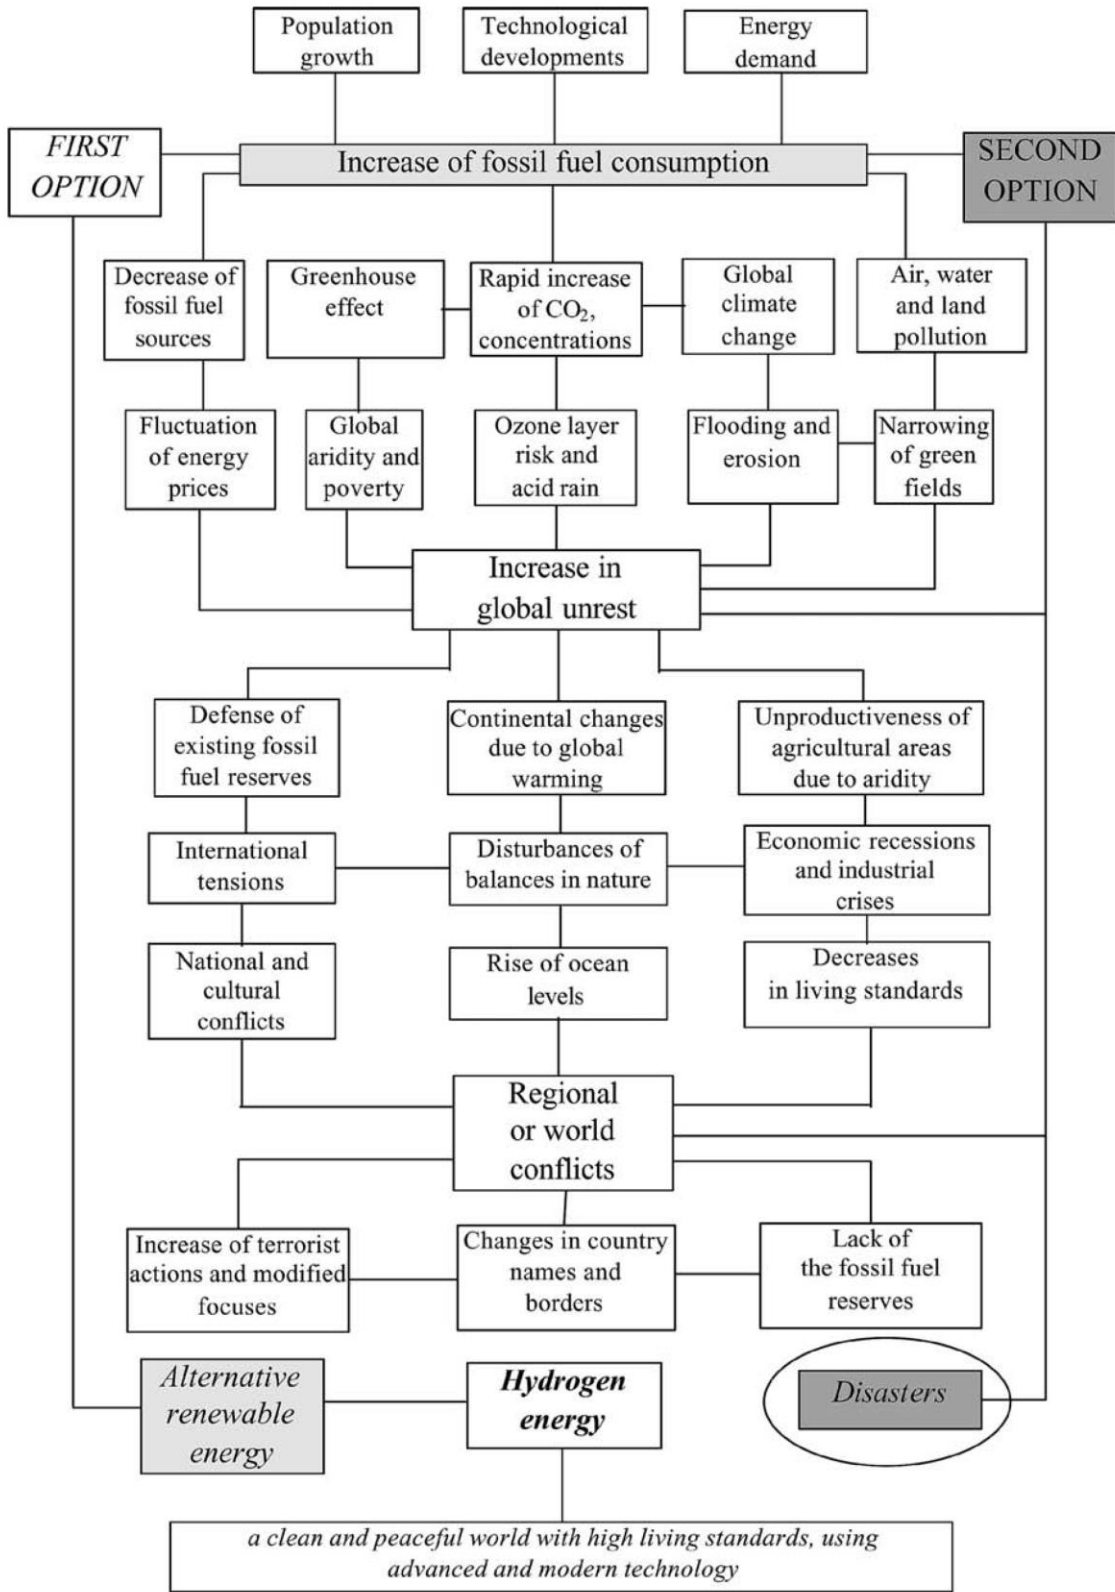 Population
growth
Technological
developments
Energy
demand
FIRST
OPTION
Increase of fossil fuel consumption
SECOND
OPTION
Decrease of
fossil fuel
sources
Greenhouse
effect
Rapid increase
of CO₂,
concentrations
Global
climate
change
Air, water
and land
pollution
Fluctuation
of energy
prices
Global
aridity and
poverty
Ozone layer
risk and
acid rain
Flooding and
erosion
Narrowing
of green
fields
Increase in
global unrest
Defense of
existing fossil
fuel reserves
Continental changes
due to global
warming
Unproductiveness of
agricultural areas
due to aridity
International
tensions
Disturbances of
balances in nature
Economic recessions
and industrial
crises
National and
cultural
conflicts
Rise of ocean
levels
Decreases
in living standards
Regional
or world
conflicts
Increase of terrorist
actions and modified
focuses
Changes in country
names and
borders
Lack of
the fossil fuel
reserves
Alternative
renewable
energy
Hydrogen
energy
Disasters
a clean and peaceful world with high living standards, using
advanced and modern technology